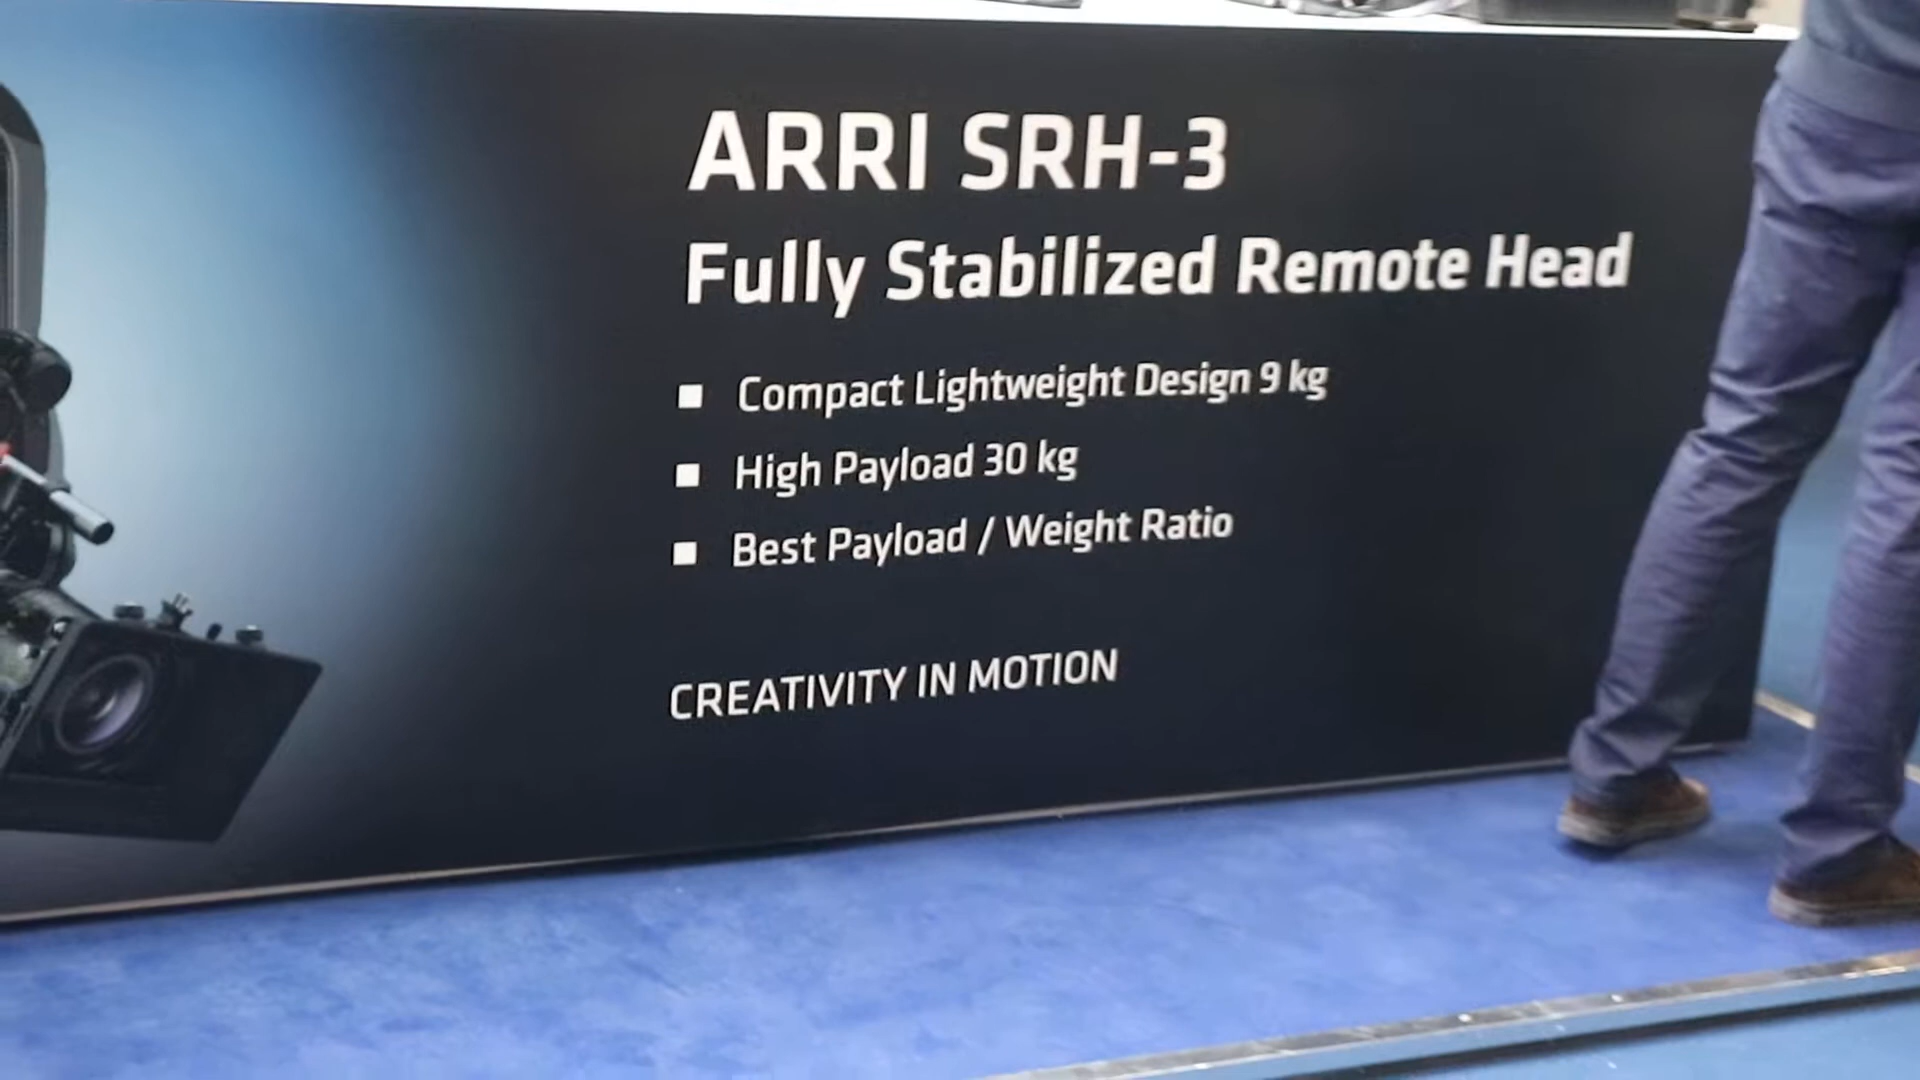 ARRI SRH-3
Fully Stabilized Remote Head
▪ Compact Lightweight Design 9 kg
▪ High Payload 30 kg
▪ Best Payload / Weight Ratio
CREATIVITY IN MOTION